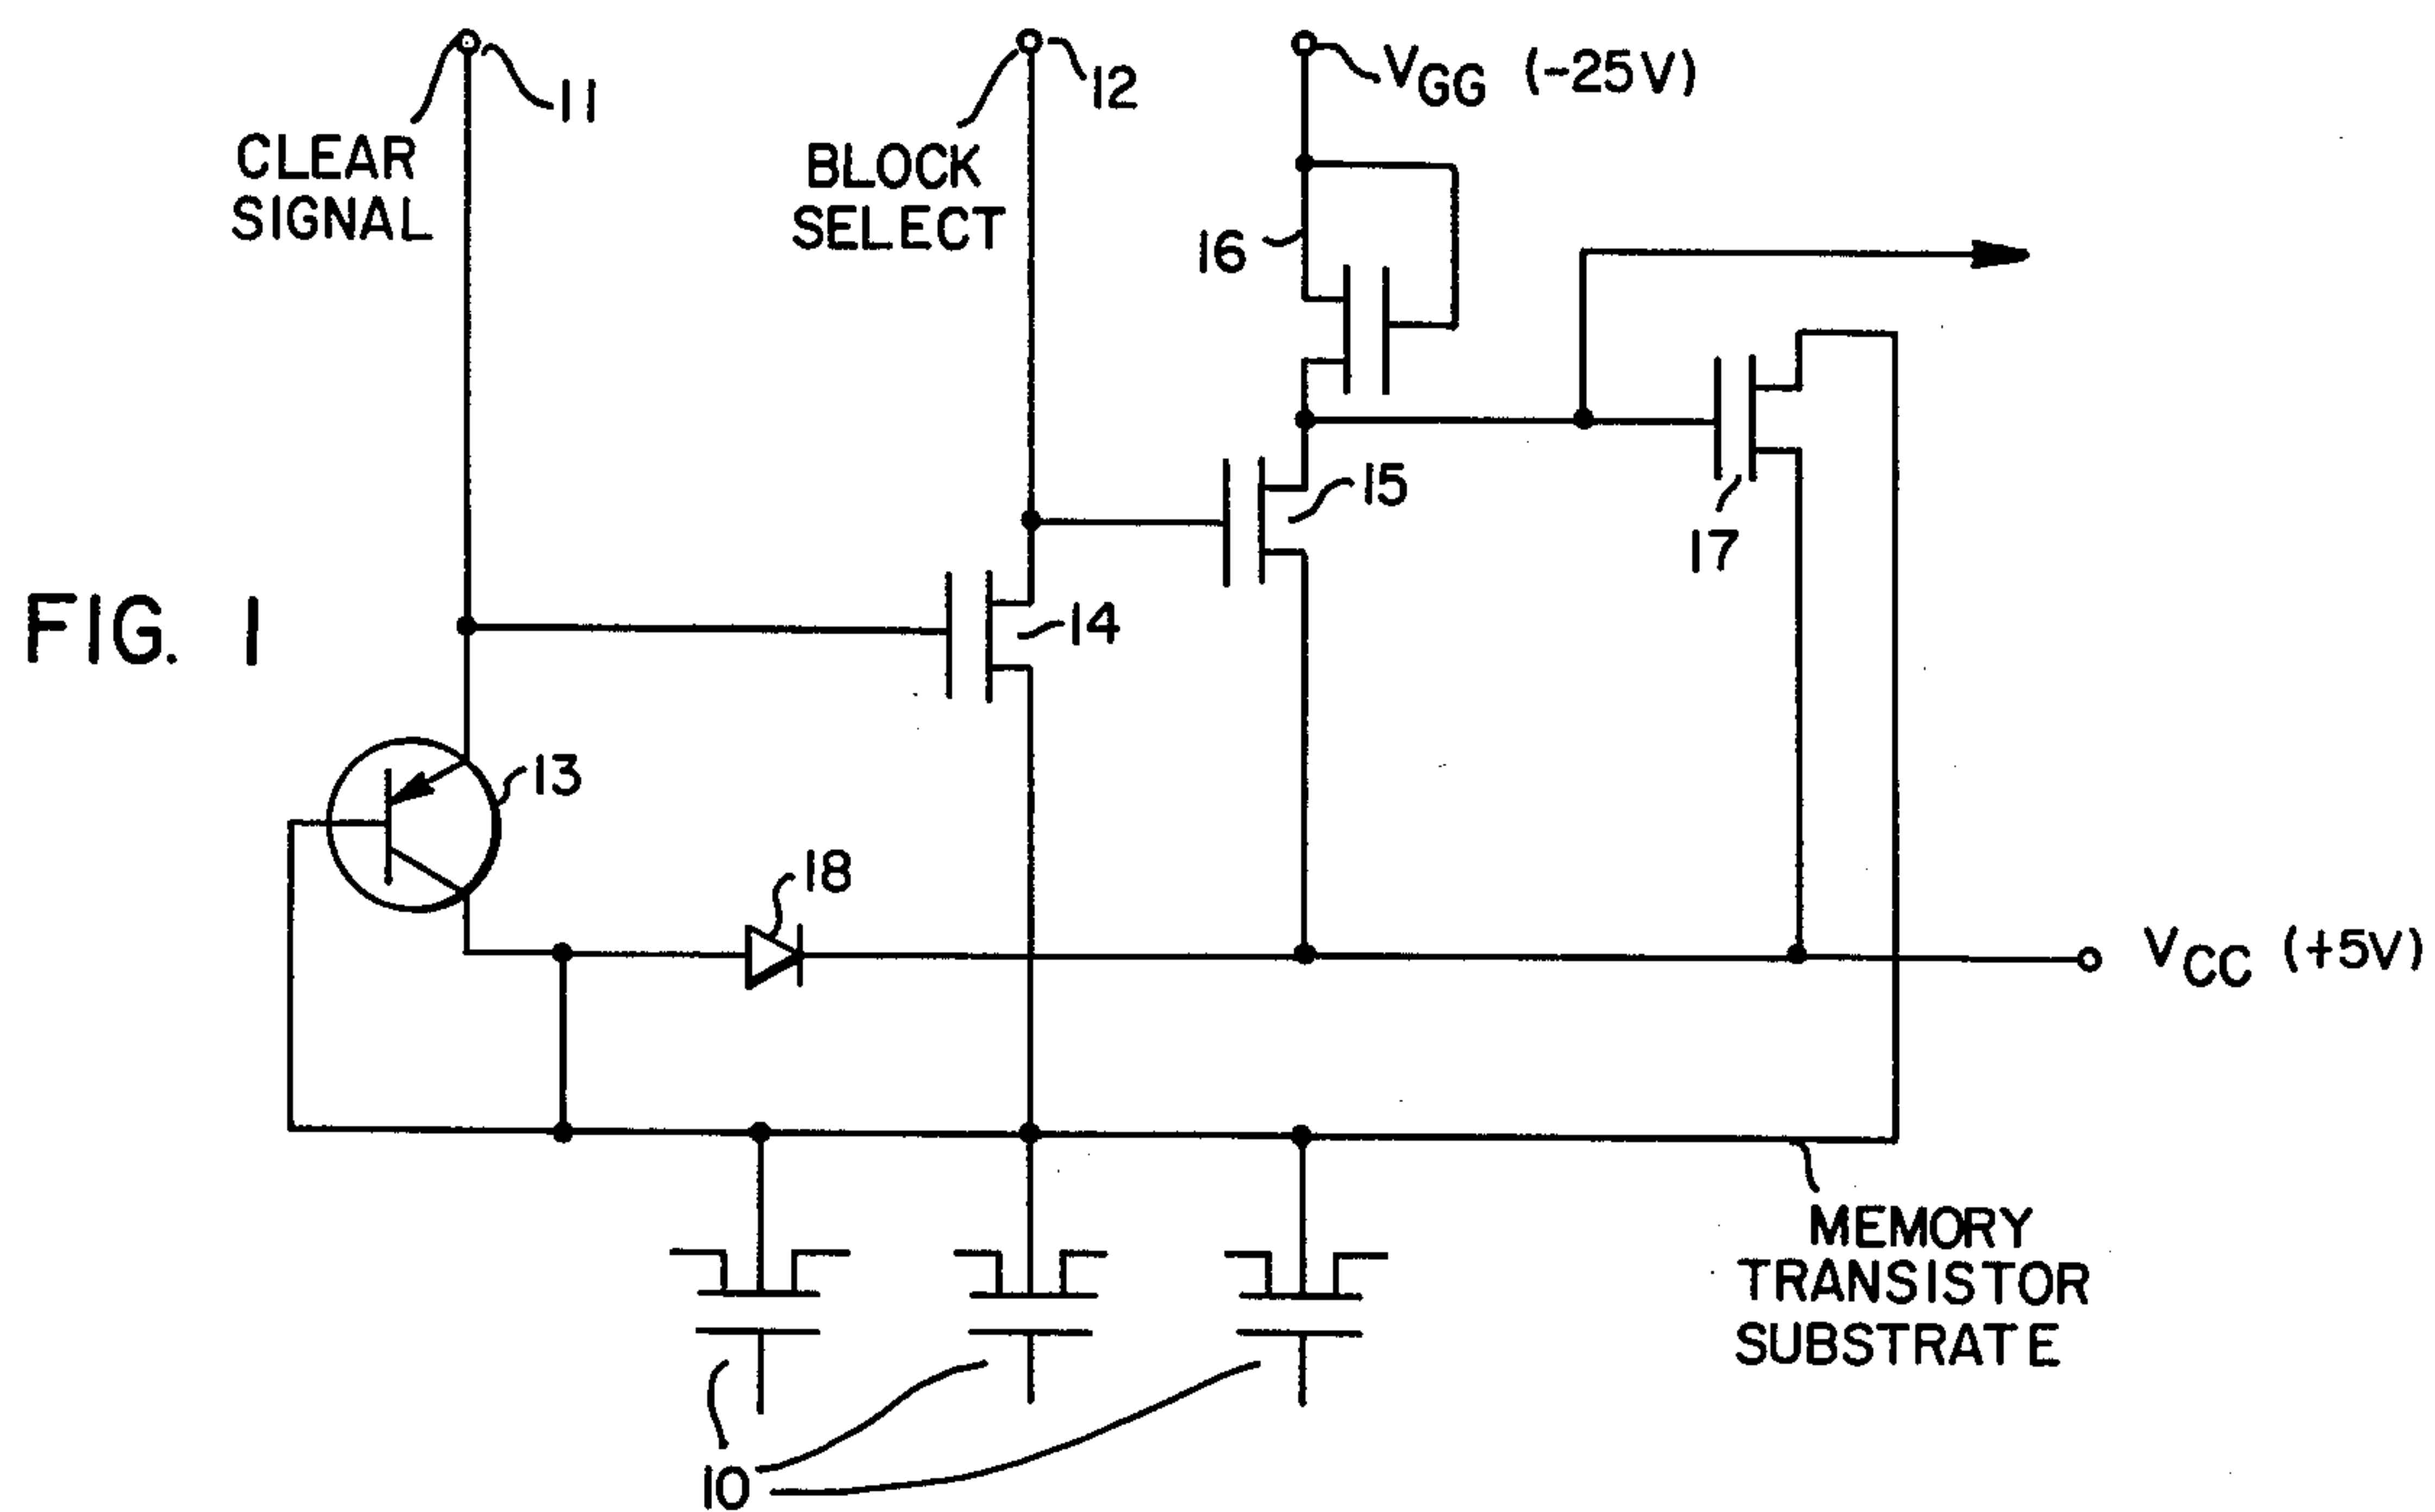 11
CLEAR
SIGNAL
12
BLOCK
SELECT
VGG (-25V)
16
15
17
14
FIG. 1
13
18
VCC (+5V)
MEMORY
TRANSISTOR
SUBSTRATE
10